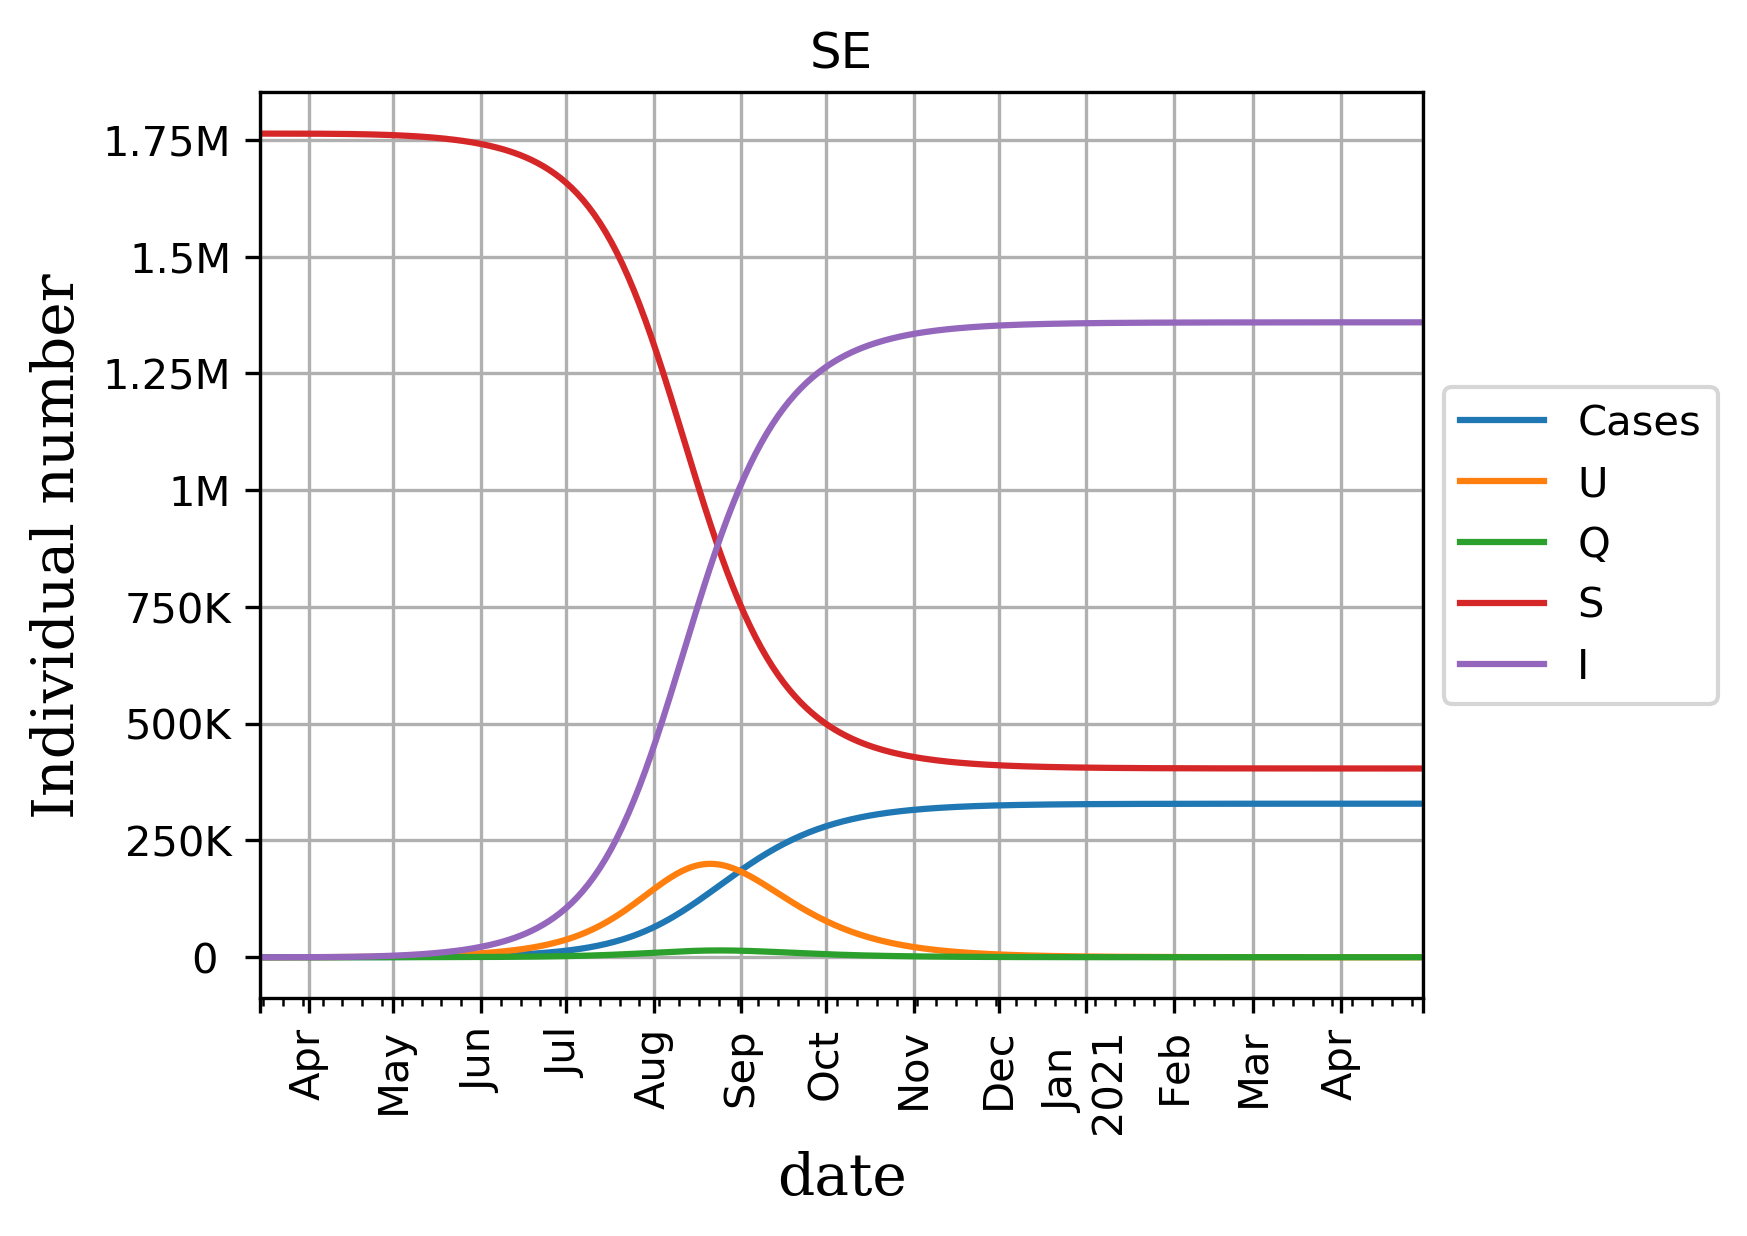 SE
Individual number
1.75M
1.5M
1.25M
1M
750K
500K
250K
0
Apr
May
Jun
Jul
Aug
Sep
Oct
Nov
Dec
Jan
2021
Feb
Mar
Apr
date
Cases
U
Q
S
I